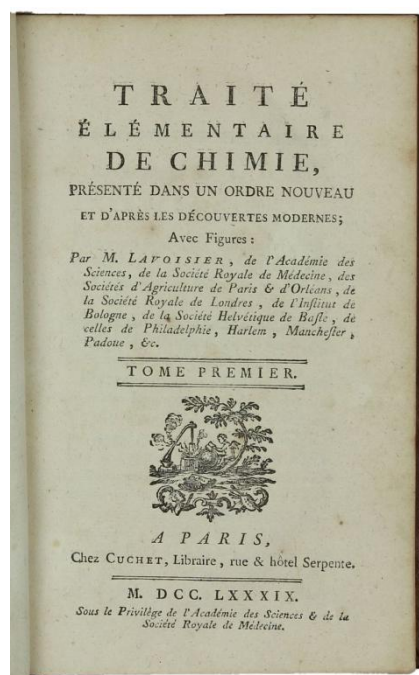 TRAITÉ
ÉLÉMENTAIRE
DE CHIMIE,
PRÉSENTÉ DANS UN ORDRE NOUVEAU
ET D'APRÈS LES DÉCOUVERTES MODERNES;
Avec Figures :
Par M. LAVOISIER, de l'Académie des
Sciences, de la Société Royale de Médecine, des
Sociétés d'Agriculture de Paris & d'Orléans, de
la Société Royale de Londres, de l'Inſtitut de
Bologne, de la Société Helvétique de Baſle, de
celles de Philadelphie, Harlem, Mancheſter,
Padoue, &c.
TOME PREMIER.
A PARIS,
Chez CUCHET, Libraire, rue & hôtel Serpente.
M. DCC. LXXXIX.
Sous le Privilège de l'Académie des Sciences & de la
Société Royale de Médecine.